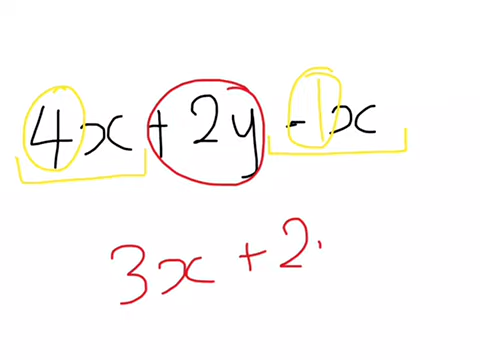 4x + 2y - 1x
3x + 2